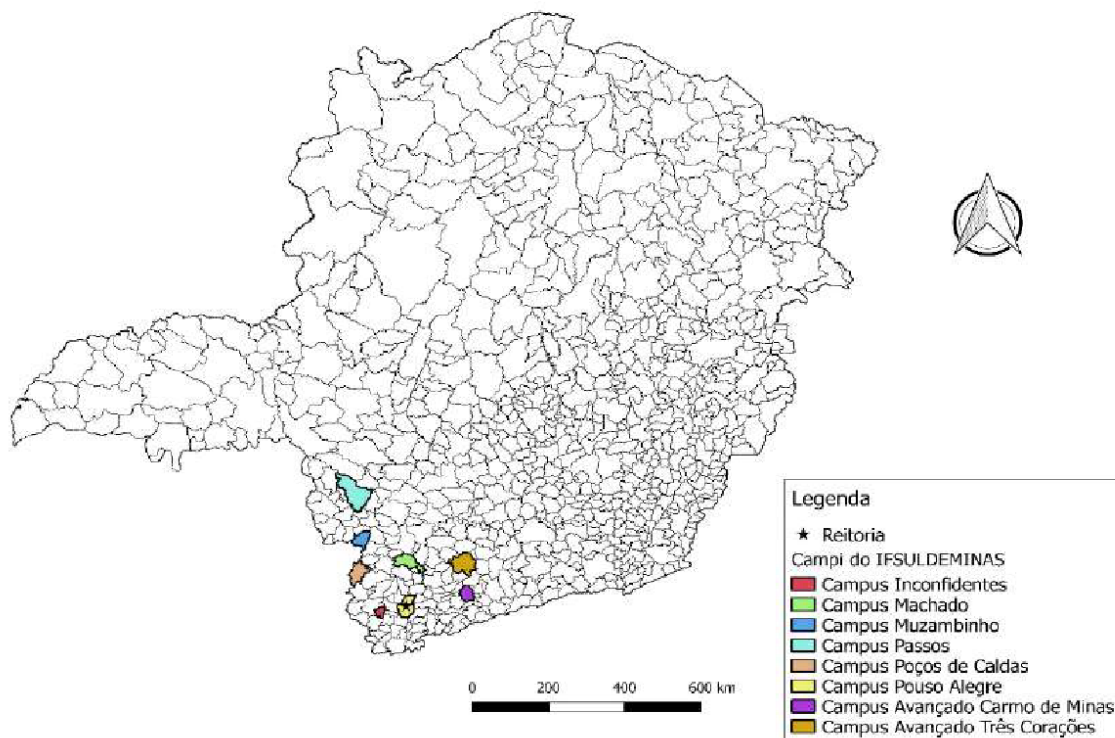 Legenda
Reitoria
Campi do IFSULDEMINAS
Campus Inconfidentes
Campus Machado
Campus Muzambinho
Campus Passos
Campus Poços de Caldas
Campus Pouso Alegre
Campus Avançado Carmo de Minas
Campus Avançado Três Corações
0 200 400 600 km